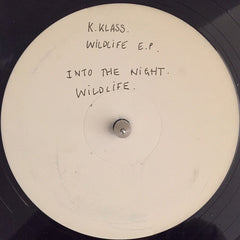 K.KLASS.
WILDLIFE E.P.
INTO THE NIGHT.
WILDLIFE.